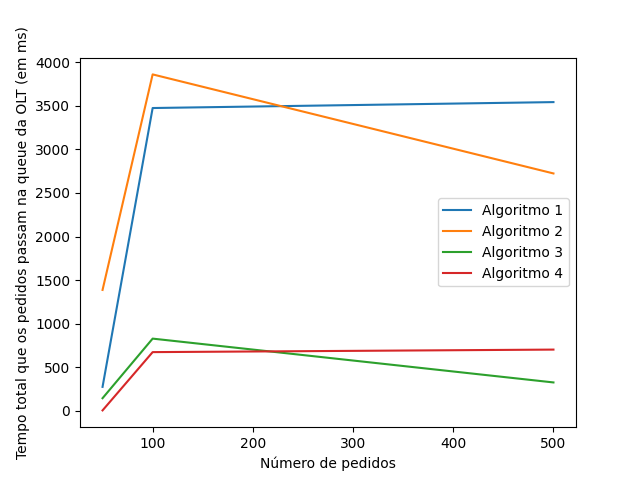 Tempo total que os pedidos passam na queue da OLT (em ms)
4000
3500
3000
2500
2000
1500
1000
500
0
Algoritmo 1
Algoritmo 2
Algoritmo 3
Algoritmo 4
100 200 300 400 500
Número de pedidos